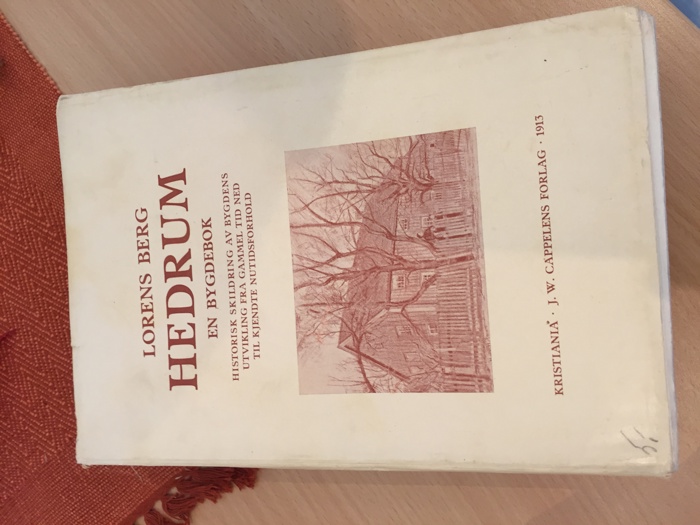 LORENS BERG
HEDRUM
EN BYGDEBOK
HISTORISK SKILDRING AV BYGDENS
UTVIKLING FRA GAMMEL TID NED
TIL KJENDTE NUTIDSFORHOLD
KRISTIANIA · J. W. CAPPELENS FORLAG · 1913